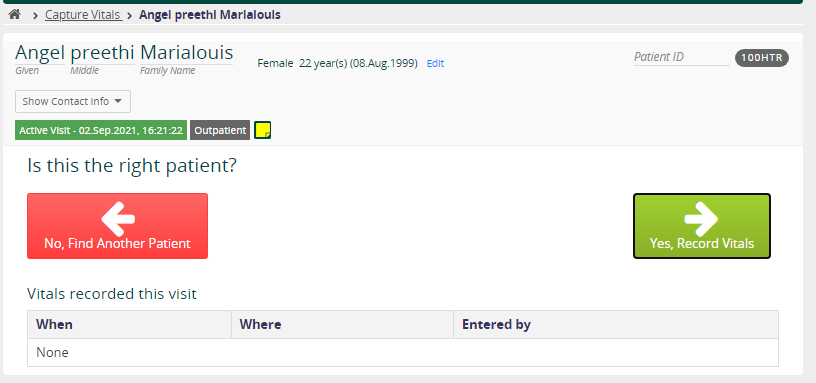 Capture Vitals Angel preethi Marialouis
Angel preethi Marialouis
Given Middle Family Name
Female 22 year(s) (08.Aug.1999) Edit
Patient ID 100HTR
Show Contact Info
Active Visit - 02.Sep.2021, 16:21:22 Outpatient
Is this the right patient?
No, Find Another Patient
Yes, Record Vitals
Vitals recorded this visit
When Where Entered by
None